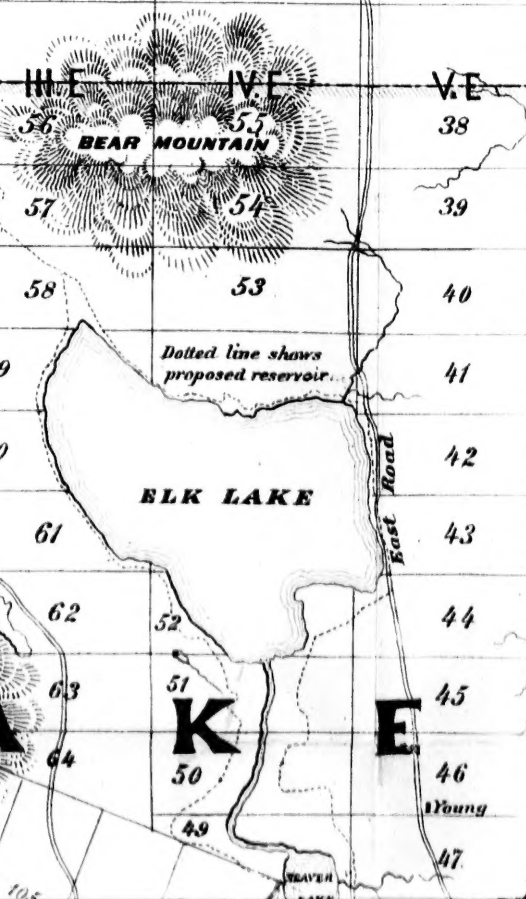 III. E IV. E V. E
56 55 38
BEAR MOUNTAIN
57 54 39
58 53 40
Dotted line shows
proposed reservoir
41
42
ELK LAKE
East Road
61 43
62 52 44
63 51 45
K E
64 50 46
Young
49 47